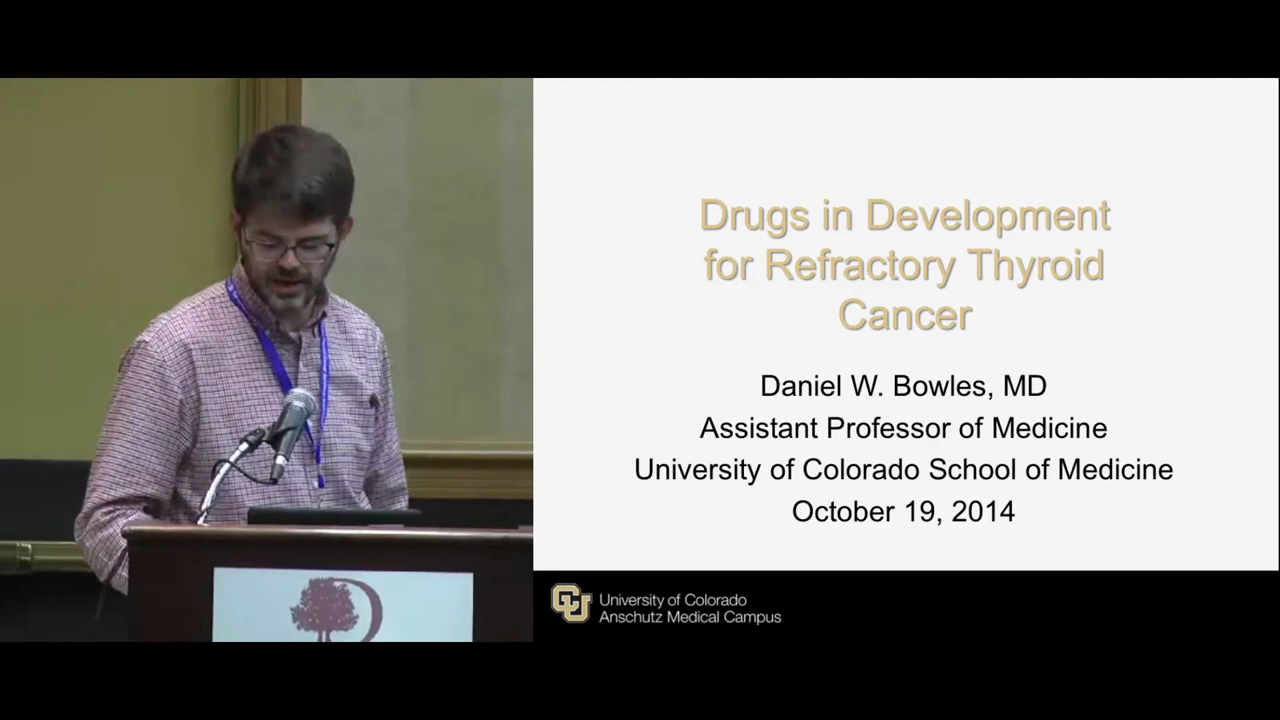 Drugs in Development
for Refractory Thyroid
Cancer
Daniel W. Bowles, MD
Assistant Professor of Medicine
University of Colorado School of Medicine
October 19, 2014
CU
University of Colorado
Anschutz Medical Campus
D